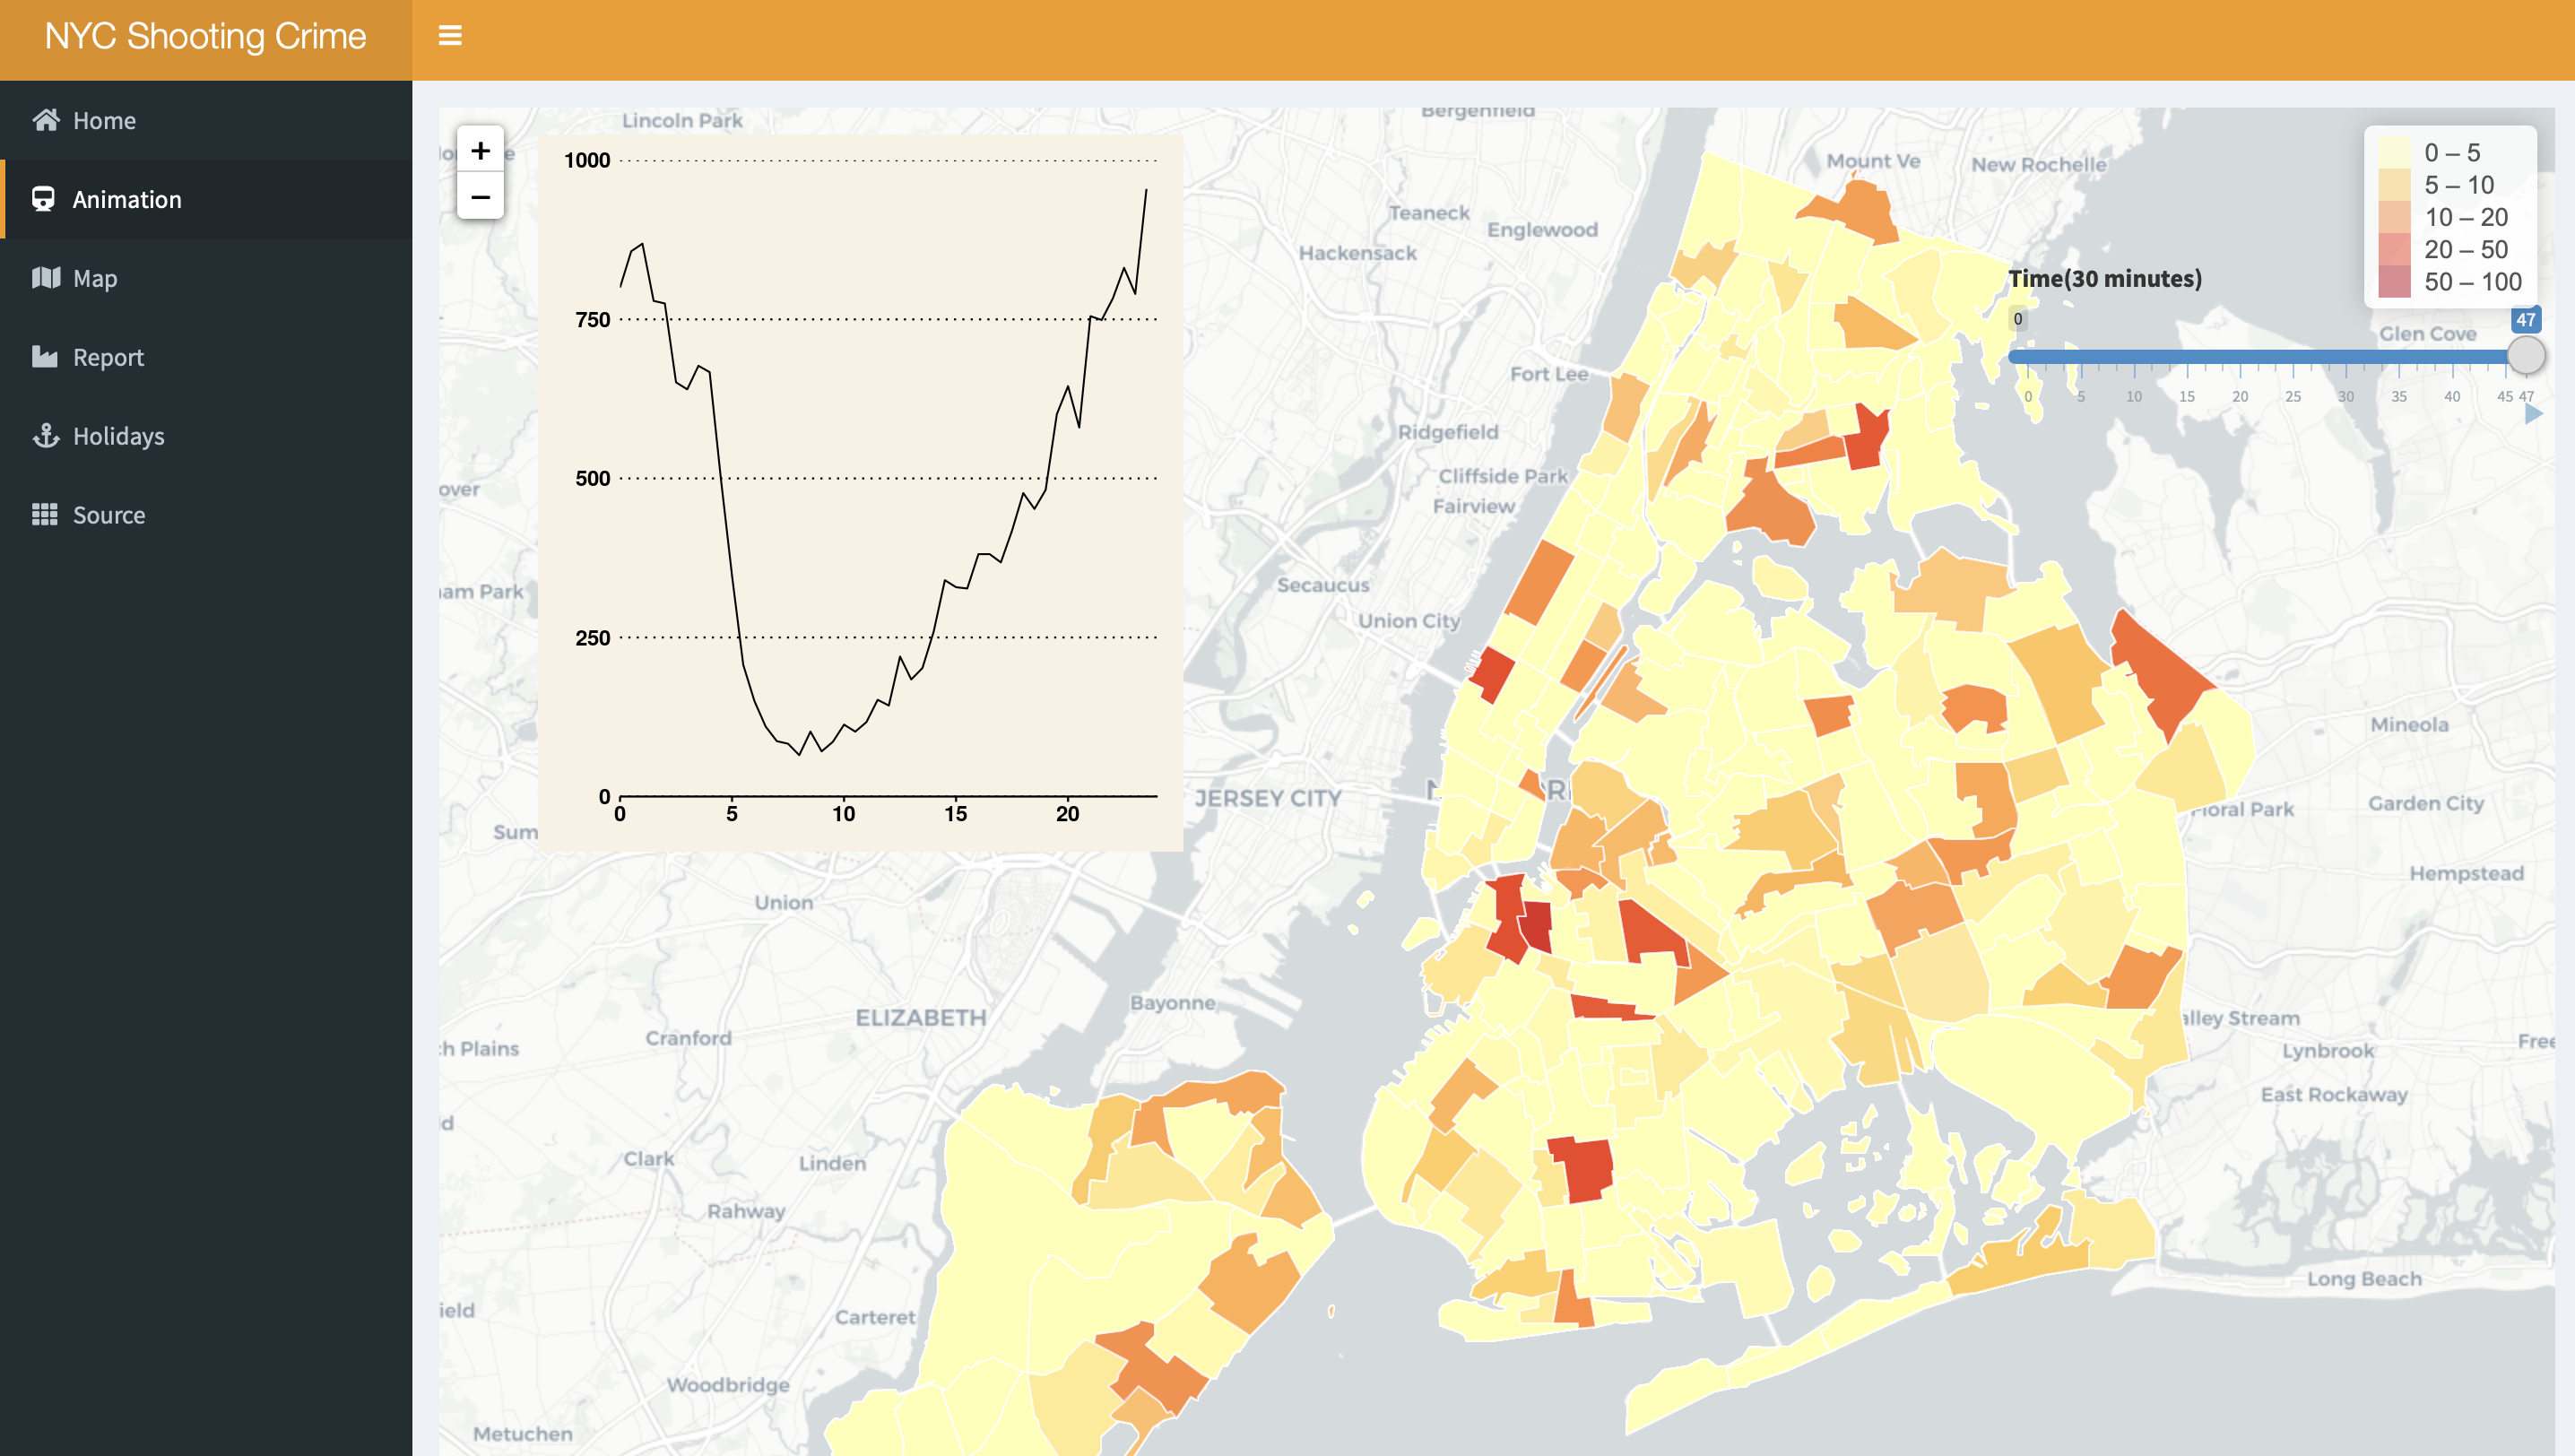 NYC Shooting Crime
Home
Animation
Map
Report
Holidays
Source
+
−
1000
750
500
250
0
0 5 10 15 20
0 – 5
5 – 10
10 – 20
20 – 50
50 – 100
Time(30 minutes)
0
47
0 5 10 15 20 25 30 35 40 45 47
Lincoln Park
Bergenfield
Mount Ve
New Rochelle
Teaneck
Englewood
Hackensack
Glen Cove
Fort Lee
Ridgefield
Cliffside Park
over
Fairview
Secaucus
am Park
Union City
Mineola
JERSEY CITY
Floral Park
Garden City
Sum
Hempstead
Union
Bayonne
ELIZABETH
alley Stream
Cranford
h Plains
Lynbrook
Free
East Rockaway
Clark
Linden
Rahway
Long Beach
ield
Carteret
Woodbridge
Metuchen